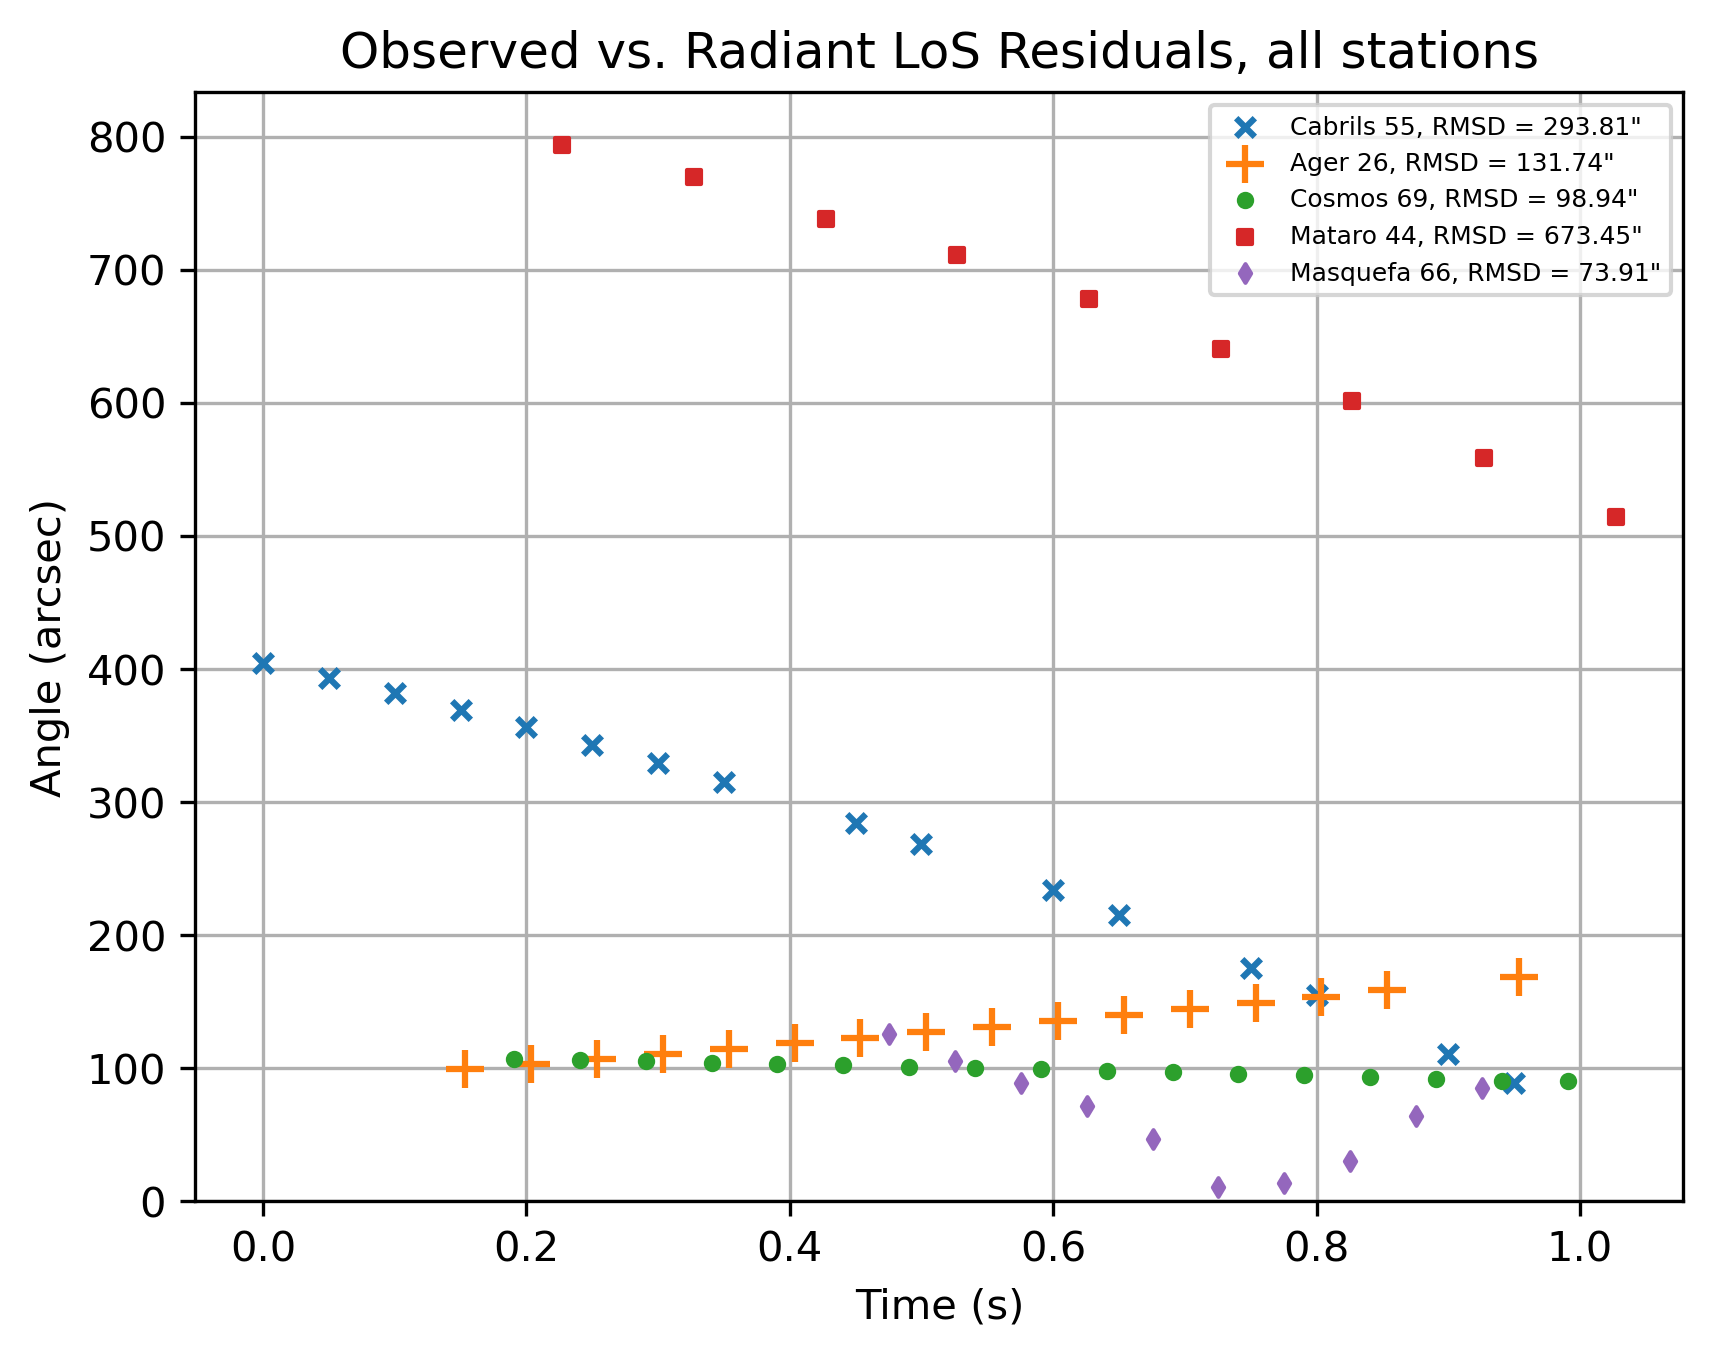 Observed vs. Radiant LoS Residuals, all stations
Cabrils 55, RMSD = 293.81"
Ager 26, RMSD = 131.74"
Cosmos 69, RMSD = 98.94"
Mataro 44, RMSD = 673.45"
Masquefa 66, RMSD = 73.91"
Angle (arcsec)
800
700
600
500
400
300
200
100
0
0.0 0.2 0.4 0.6 0.8 1.0
Time (s)